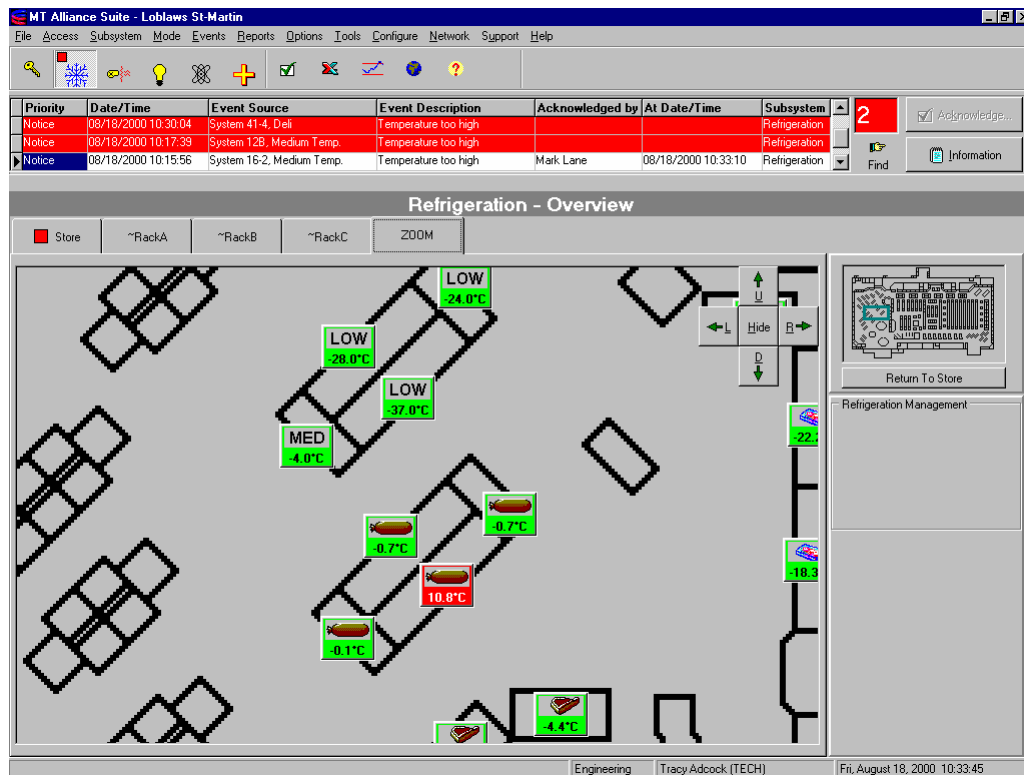 MT Alliance Suite - Loblaws St-Martin
File Access Subsystem Mode Events Reports Options Tools Configure Network Support Help
Priority Date/Time Event Source Event Description Acknowledged by At Date/Time Subsystem
Notice 08/18/2000 10:30:04 System 41-4, Deli Temperature too high Refrigeration
Notice 08/18/2000 10:17:39 System 12B, Medium Temp. Temperature too high Refrigeration
Notice 08/18/2000 10:15:56 System 16-2, Medium Temp. Temperature too high Mark Lane 08/18/2000 10:33:10 Refrigeration
2
Find
Acknowledge...
Information
Refrigeration - Overview
Store ~RackA ~RackB ~RackC ZOOM
LOW
-24.0°C
LOW
-28.0°C
LOW
-37.0°C
MED
-4.0°C
U
L Hide R
D
-22.2
-0.7°C
-0.7°C
-18.3
10.8°C
-0.1°C
-4.4°C
Return To Store
Refrigeration Management
Engineering Tracy Adcock (TECH) Fri, August 18, 2000 10:33:45